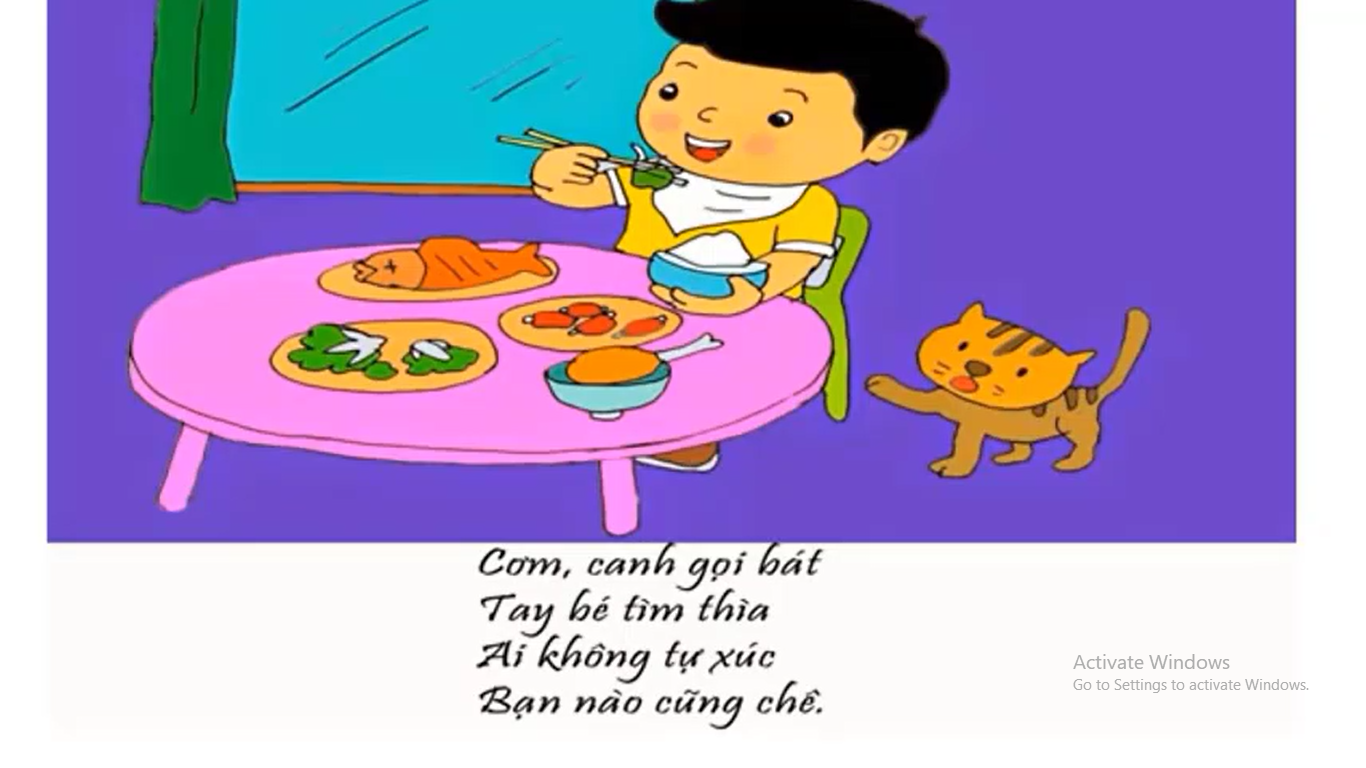 Cơm, canh gọi bát
Tay bé tìm thìa
Ai không tự xúc
Bạn nào cũng chê.
Activate Windows
Go to Settings to activate Windows.